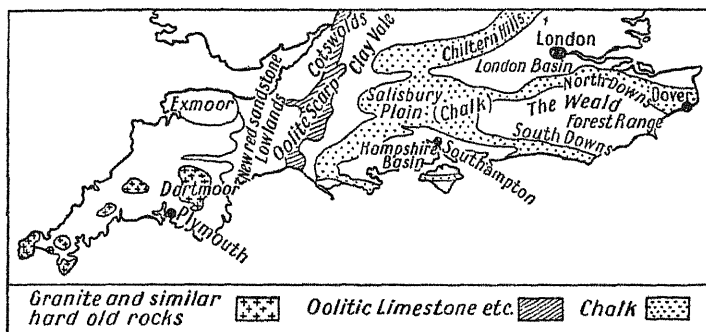 Cotswolds
Clay Vale
Chiltern Hills
London
London Basin
North Downs
Dover
Exmoor
New red sandstone
Lowlands
Oolite Scarp
Salisbury
Plain
(Chalk)
The Weald
Forest Range
South Downs
Hampshire
Basin
Southampton
Dartmoor
Plymouth
Granite and similar
hard old rocks
Oolitic Limestone etc.
Chalk